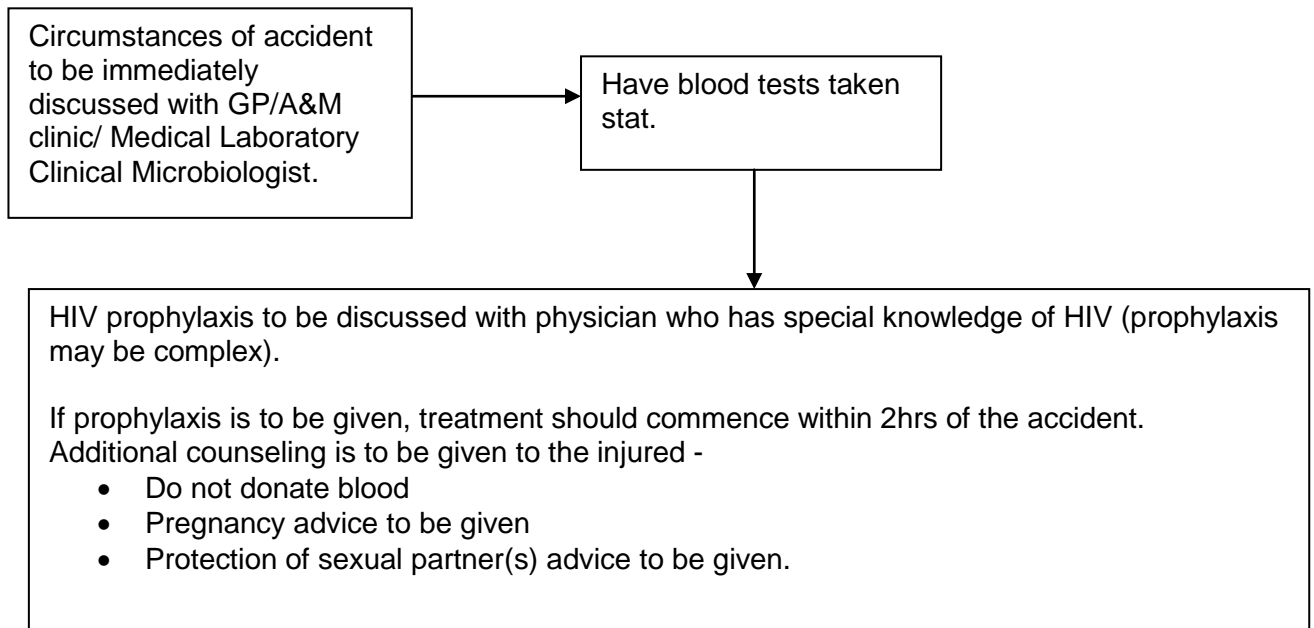 Circumstances of accident
to be immediately
discussed with GP/A&M
clinic/ Medical Laboratory
Clinical Microbiologist.
Have blood tests taken
stat.
HIV prophylaxis to be discussed with physician who has special knowledge of HIV (prophylaxis
may be complex).
If prophylaxis is to be given, treatment should commence within 2hrs of the accident.
Additional counseling is to be given to the injured -
• Do not donate blood
• Pregnancy advice to be given
• Protection of sexual partner(s) advice to be given.